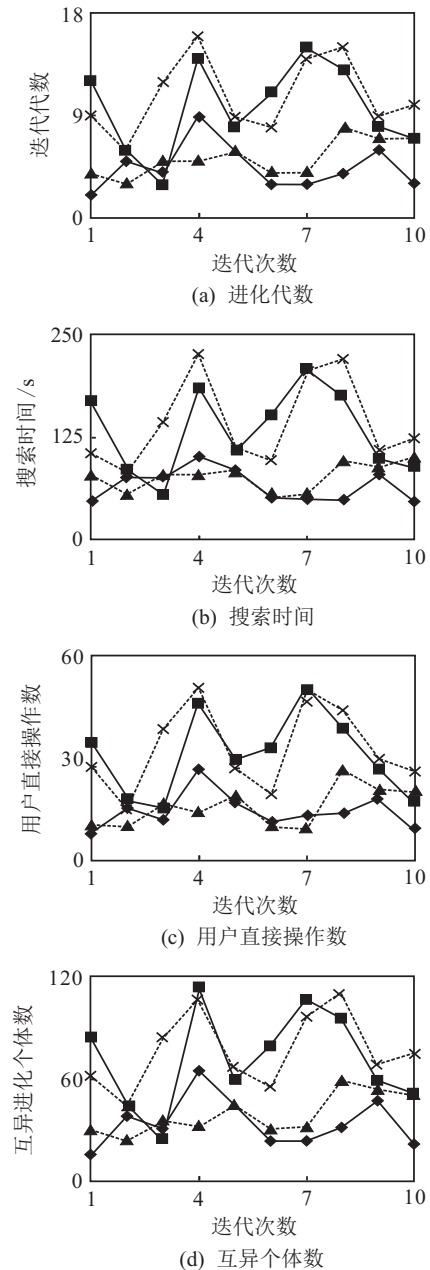 18
9
0
迭代代数
1 4 7 10
迭代次数
(a) 进化代数
250
125
0
搜索时间/s
1 4 7 10
迭代次数
(b) 搜索时间
60
30
0
用户直接操作数
1 4 7 10
迭代次数
(c) 用户直接操作数
120
60
0
互异进化个体数
1 4 7 10
迭代次数
(d) 互异个体数